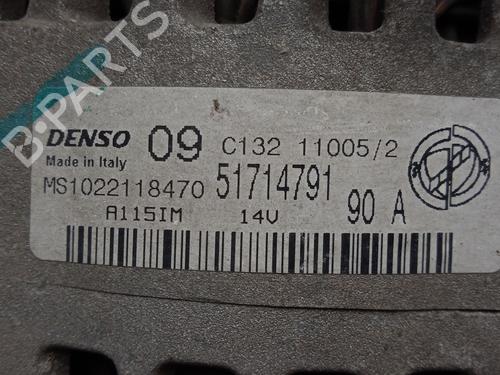 B-PARTS
DENSO 09 C132 11005/2
Made in Italy
MS1022118470 51714791
A115IM 14V 90 A